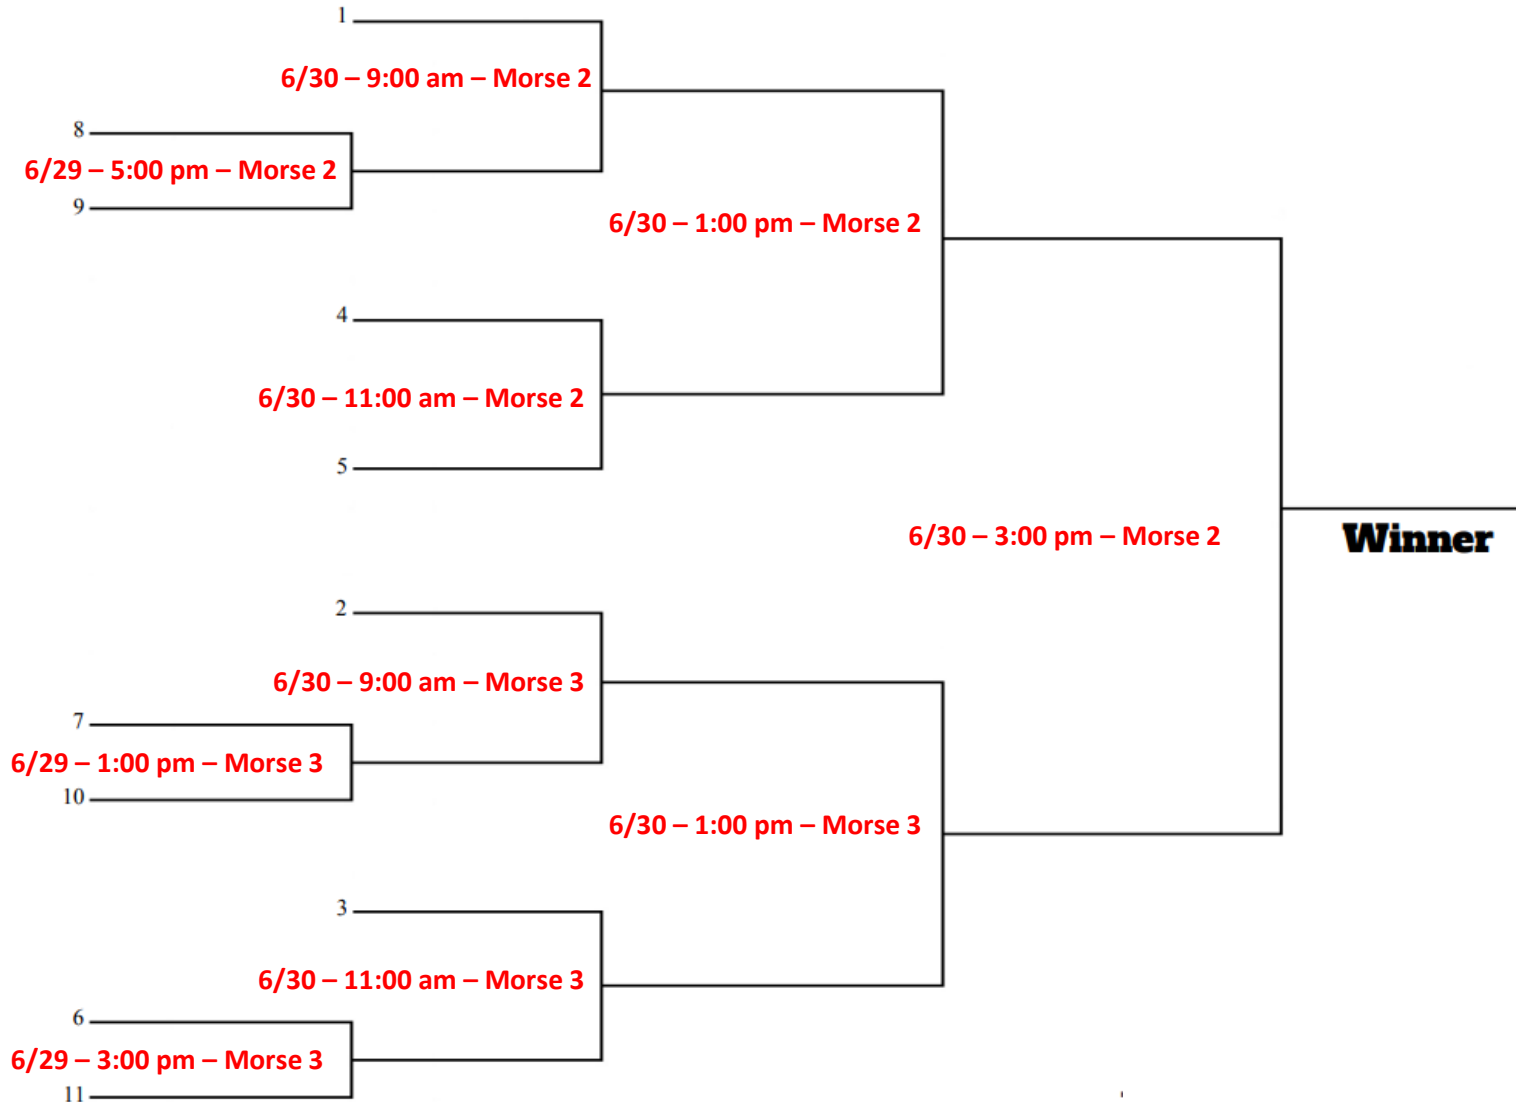 1
6/30 – 9:00 am – Morse 2
8
6/29 – 5:00 pm – Morse 2
9
6/30 – 1:00 pm – Morse 2
4
6/30 – 11:00 am – Morse 2
5
6/30 – 3:00 pm – Morse 2
Winner
2
6/30 – 9:00 am – Morse 3
7
6/29 – 1:00 pm – Morse 3
10
6/30 – 1:00 pm – Morse 3
3
6/30 – 11:00 am – Morse 3
6
6/29 – 3:00 pm – Morse 3
11